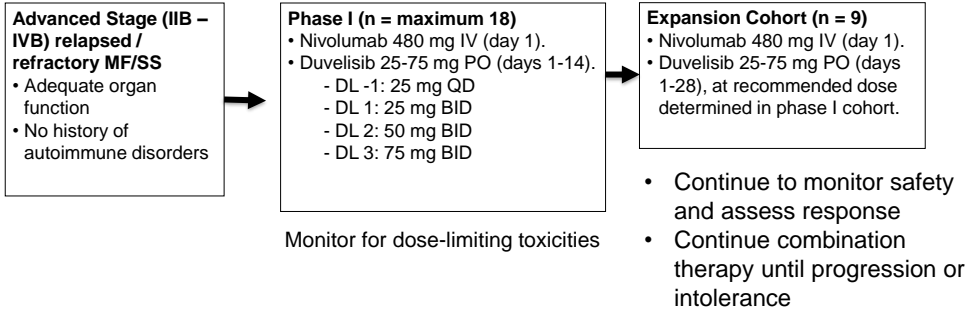 Advanced Stage (IIB –
IVB) relapsed /
refractory MF/SS
• Adequate organ
function
• No history of
autoimmune disorders
Phase I (n = maximum 18)
• Nivolumab 480 mg IV (day 1).
• Duvelisib 25-75 mg PO (days 1-14).
- DL -1: 25 mg QD
- DL 1: 25 mg BID
- DL 2: 50 mg BID
- DL 3: 75 mg BID
Monitor for dose-limiting toxicities
Expansion Cohort (n = 9)
• Nivolumab 480 mg IV (day 1).
• Duvelisib 25-75 mg PO (days
1-28), at recommended dose
determined in phase I cohort.
• Continue to monitor safety
and assess response
• Continue combination
therapy until progression or
intolerance